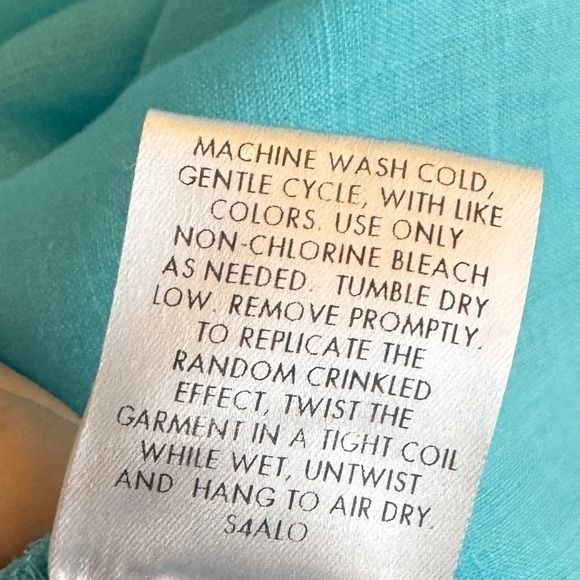 MACHINE WASH COLD,
GENTLE CYCLE, WITH LIKE
COLORS. USE ONLY
NON-CHLORINE BLEACH
AS NEEDED. TUMBLE DRY
LOW. REMOVE PROMPTLY.
TO REPLICATE THE
RANDOM CRINKLED
EFFECT, TWIST THE
GARMENT IN A TIGHT COIL
WHILE WET, UNTWIST
AND HANG TO AIR DRY.
S4ALO